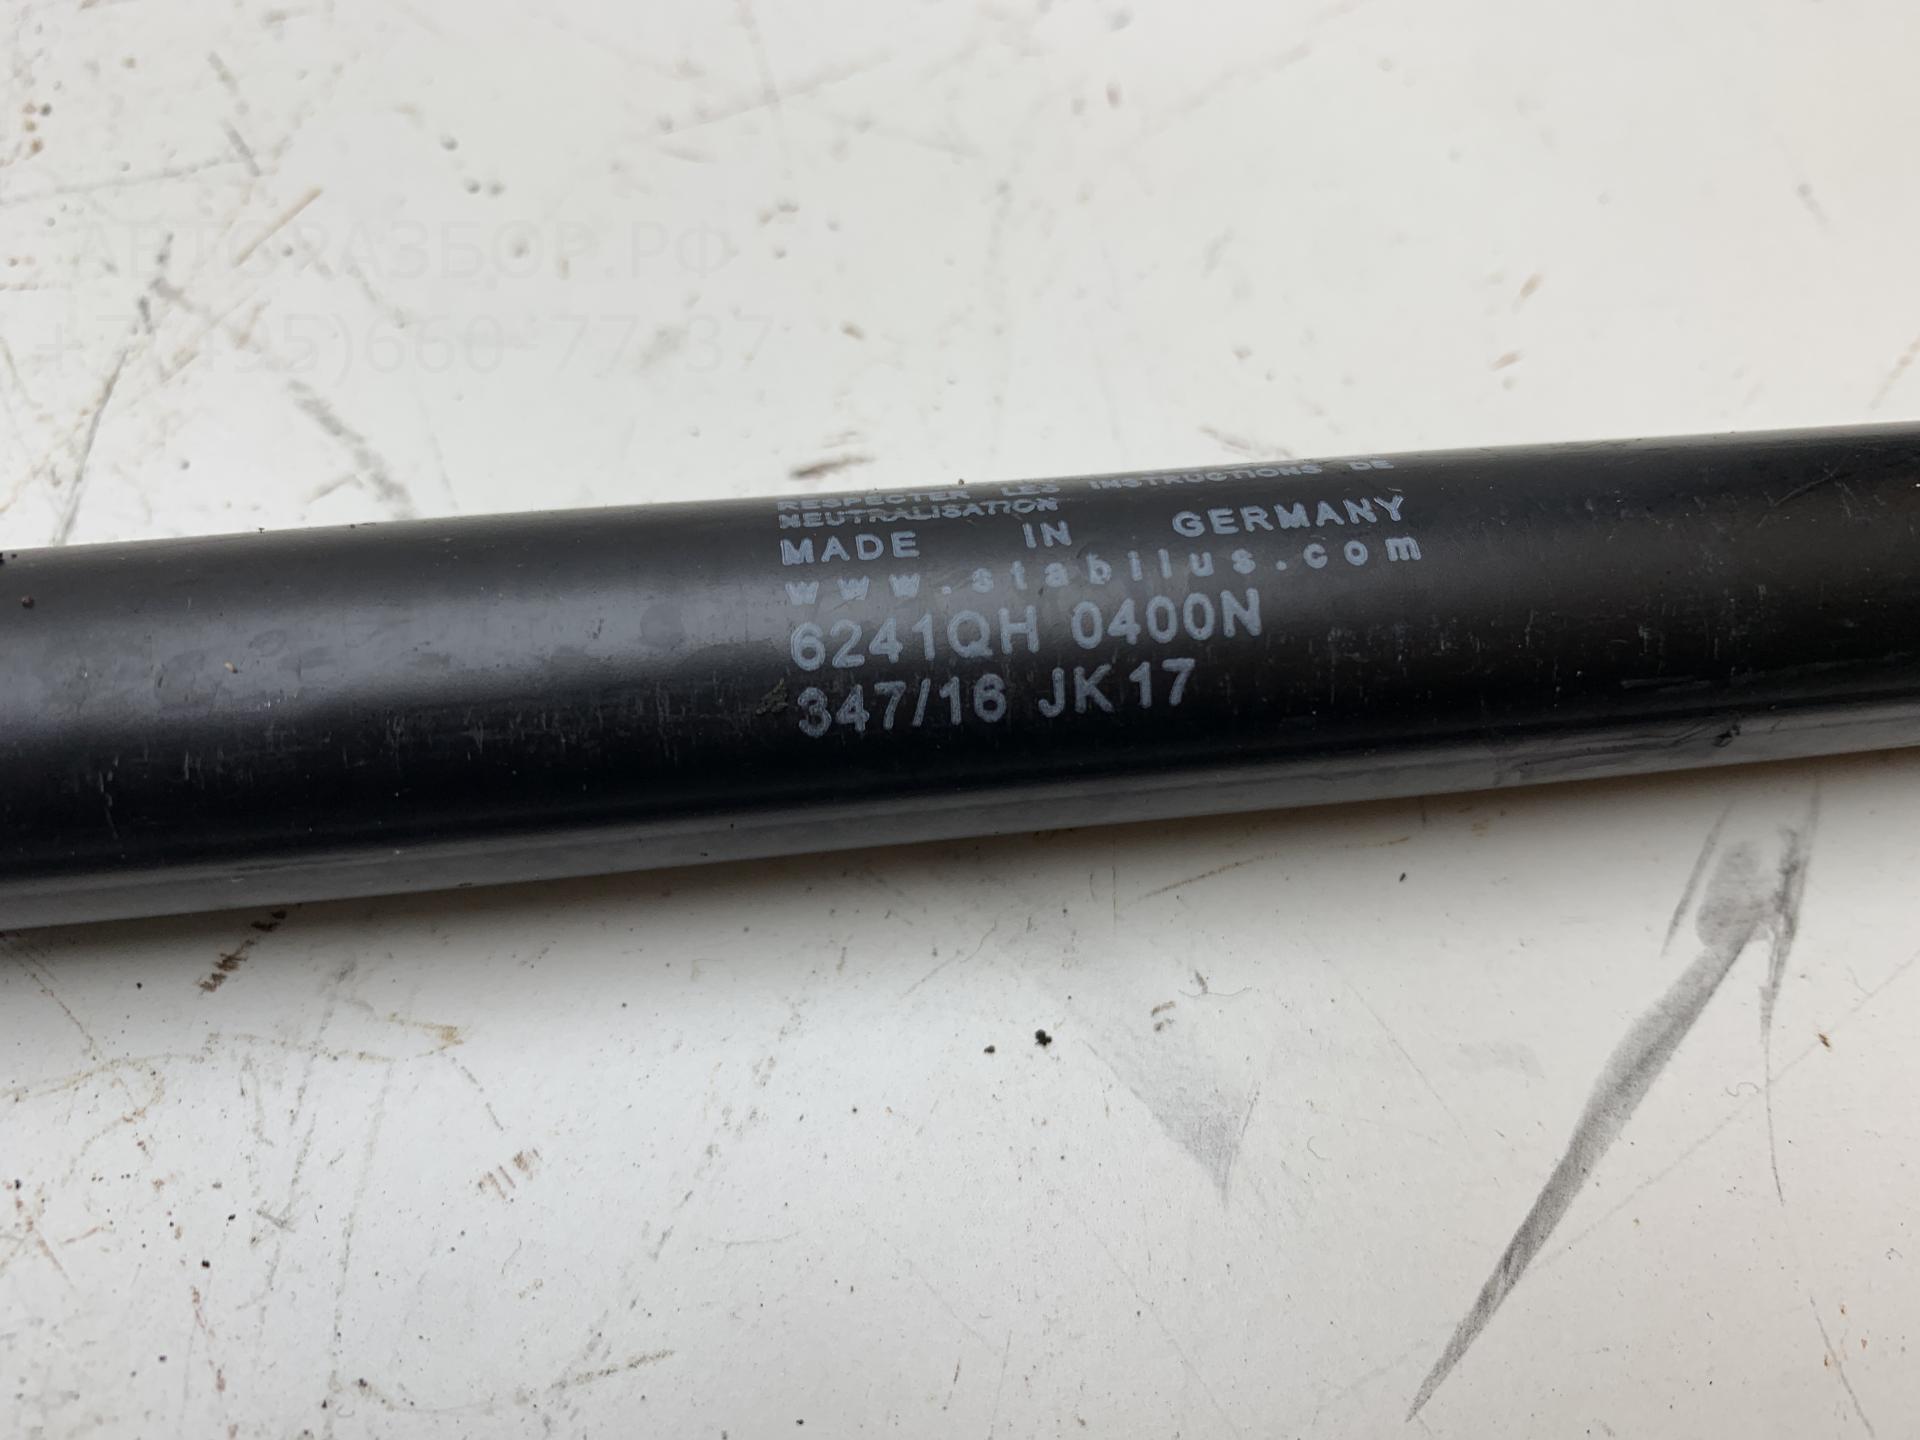 АВТОРАЗБОР.РФ
+7(495)660-77-37
RESPECTER LES INSTRUCTIONS DE
NEUTRALISATION
MADE IN GERMANY
www.stabilus.com
6241QH 0400N
347/16 JK17